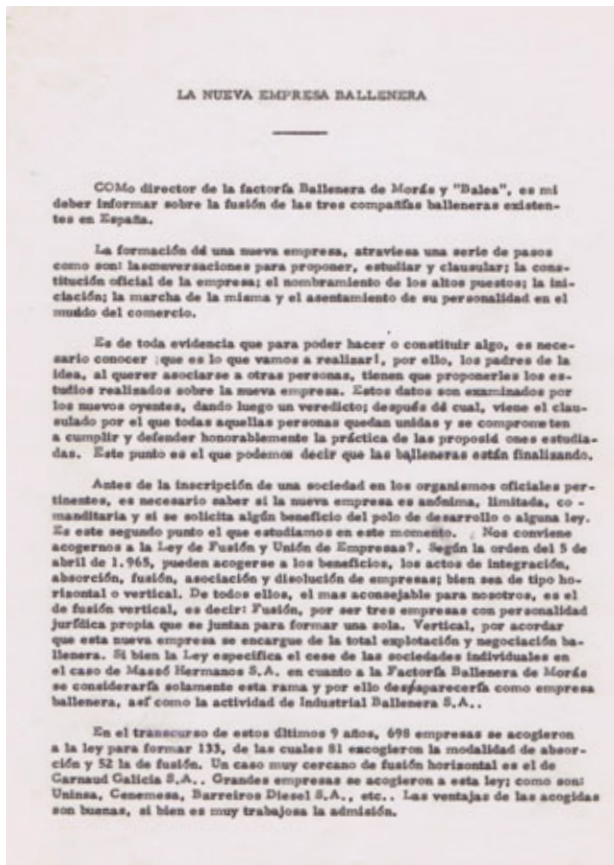 LA NUEVA EMPRESA BALLENERA
COMo director de la factoría Ballenera de Morás y "Balea", es mi
deber informar sobre la fusión de las tres compañías balleneras existen-
tes en España.
La formación dé una nueva empresa, atraviesa una serie de pasos
como son: lasconversaciones para proponer, estudiar y clausular; la cons-
titución oficial de la empresa; el nombramiento de los altos puestos; la ini-
ciación; la marcha de la misma y el asentamiento de su personalidad en el
mundo del comercio.
Es de toda evidencia que para poder hacer o constituir algo, es nece-
sario conocer ¡que es lo que vamos a realizar!, por ello, los padres de la
idea, al querer asociarse a otras personas, tienen que proponerles los es-
tudios realizados sobre la nueva empresa. Estos datos son examinados por
los nuevos oyentes, dando luego un veredicto; después dé cual, viene el clau-
sulado por el que todas aquellas personas quedan unidas y se comprometen
a cumplir y defender honorablemente la práctica de las proposici ones estudia-
das. Este punto es el que podemos decir que las balleneras están finalizando.
Antes de la inscripción de una sociedad en los organismos oficiales per-
tinentes, es necesario saber si la nueva empresa es anónima, limitada, co -
manditaria y si se solicita algún beneficio del polo de desarrollo o alguna ley.
Es este segundo punto el que estudiamos en este momento. ¿ Nos conviene
acogernos a la Ley de Fusión y Unión de Empresas?. Según la orden del 5 de
abril de 1.965, pueden acogerse a los beneficios, los actos de integración,
absorción, fusión, asociación y disolución de empresas; bien sea de tipo ho-
rizontal o vertical. De todos ellos, el mas aconsejable para nosotros, es el
de fusión vertical, es decir: Fusión, por ser tres empresas con personalidad
jurídica propia que se juntan para formar una sola. Vertical, por acordar
que esta nueva empresa se encargue de la total explotación y negociación ba-
llenera. Si bien la Ley especifica el cese de las sociedades individuales en
el caso de Massó Hermanos S.A. en cuanto a la Factoría Ballenera de Morás
se consideraría solamente esta rama y por ello desaparecería como empresa
ballenera, así como la actividad de Industrial Ballenera S.A..
En el transcurso de estos últimos 9 años, 698 empresas se acogieron
a la ley para formar 133, de las cuales 81 escogieron la modalidad de absor-
ción y 52 la de fusión. Un caso muy cercano de fusión horizontal es el de
Carnaud Galicia S.A.. Grandes empresas se acogieron a esta ley; como son:
Uninsa, Cenemesa, Barreiros Diesel S.A., etc.. Las ventajas de las acogidas
son buenas, si bien es muy trabajosa la admisión.